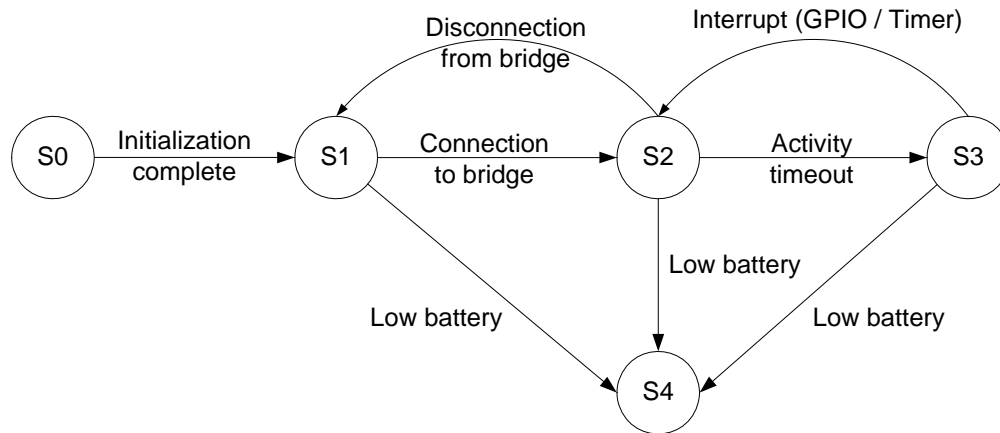 Interrupt (GPIO / Timer)
Disconnection
from bridge
S0
Initialization
complete
S1
Connection
to bridge
S2
Activity
timeout
S3
Low battery
Low battery
Low battery
S4